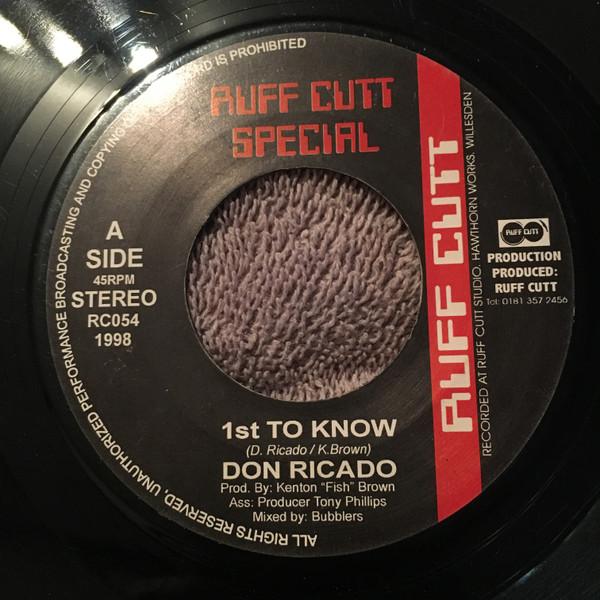 RUFF CUTT
SPECIAL
A
SIDE
45RPM
STEREO
RC054
1998
RUFF CUTT
RECORDED AT RUFF CUTT STUDIO. HAWTHORN WORKS. WILLESDEN
RUFF CUTT
PRODUCTION
PRODUCED:
RUFF CUTT
Tel: 0181 357 2456
1st TO KNOW
(D. Ricado / K.Brown)
DON RICADO
Prod. By: Kenton "Fish" Brown
Ass: Producer Tony Phillips
Mixed by: Bubblers
ALL RIGHTS RESERVED, UNAUTHORIZED PERFORMANCE BROADCASTING AND COPYING RD IS PROHIBITED